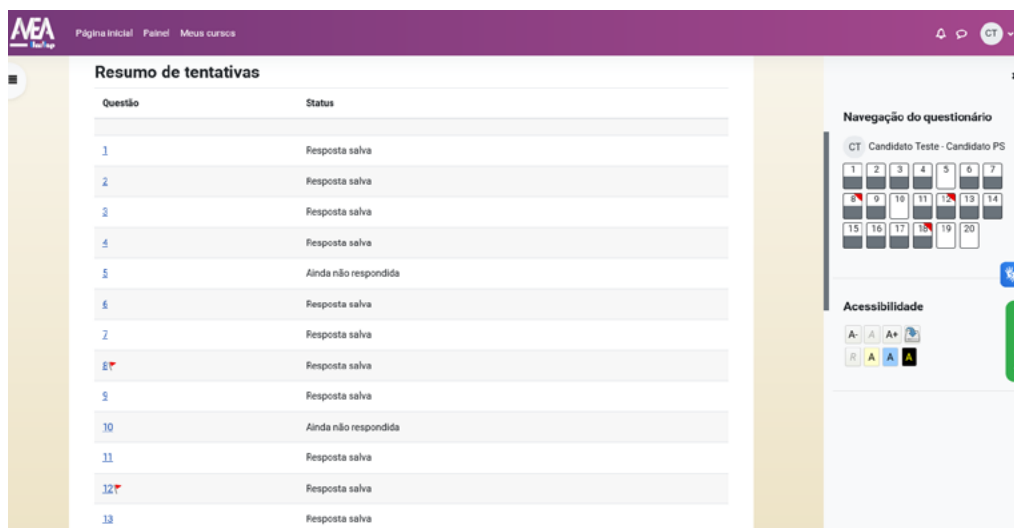 AVEA
Página inicial Painel Meus cursos
CT
Resumo de tentativas
Questão Status
1 Resposta salva
2 Resposta salva
3 Resposta salva
4 Resposta salva
5 Ainda não respondida
6 Resposta salva
7 Resposta salva
8 Resposta salva
9 Resposta salva
10 Ainda não respondida
11 Resposta salva
12 Resposta salva
13 Resposta salva
Navegação do questionário
CT Candidato Teste - Candidato PS
1 2 3 4 5 6 7
8 9 10 11 12 13 14
15 16 17 18 19 20
Acessibilidade
A- A A+
R A A A